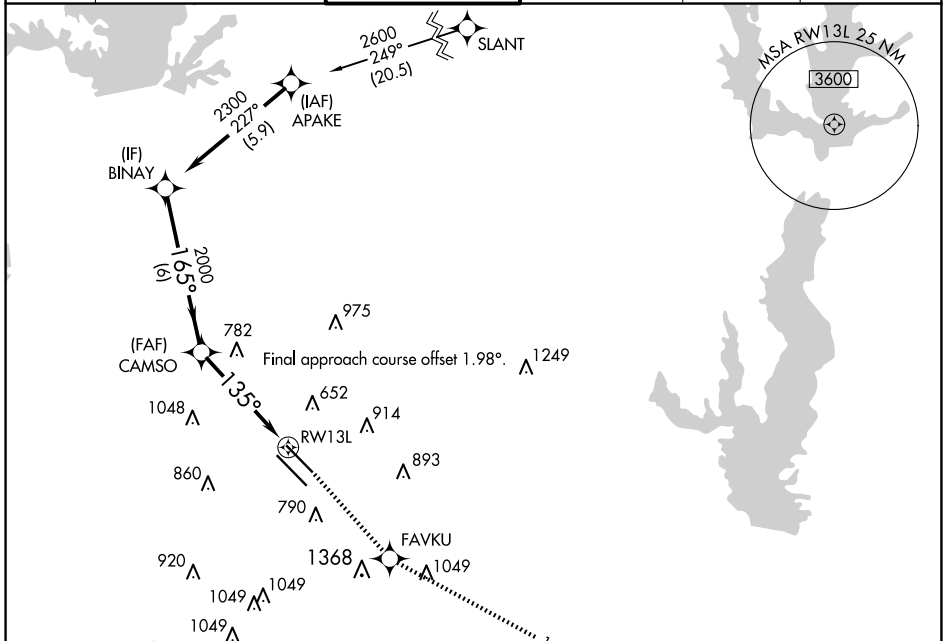 2600
249°
(20.5)
SLANT
MSA RW13L 25 NM
3600
2300
227°
(5.9)
(IAF)
APAKE
(IF)
BINAY
2000
165°
(6)
975
782
(FAF)
CAMSO
Final approach course offset 1.98°.
1249
135°
652
1048
914
RW13L
893
860
790
FAVKU
1368
1049
920
1049
1049
1049